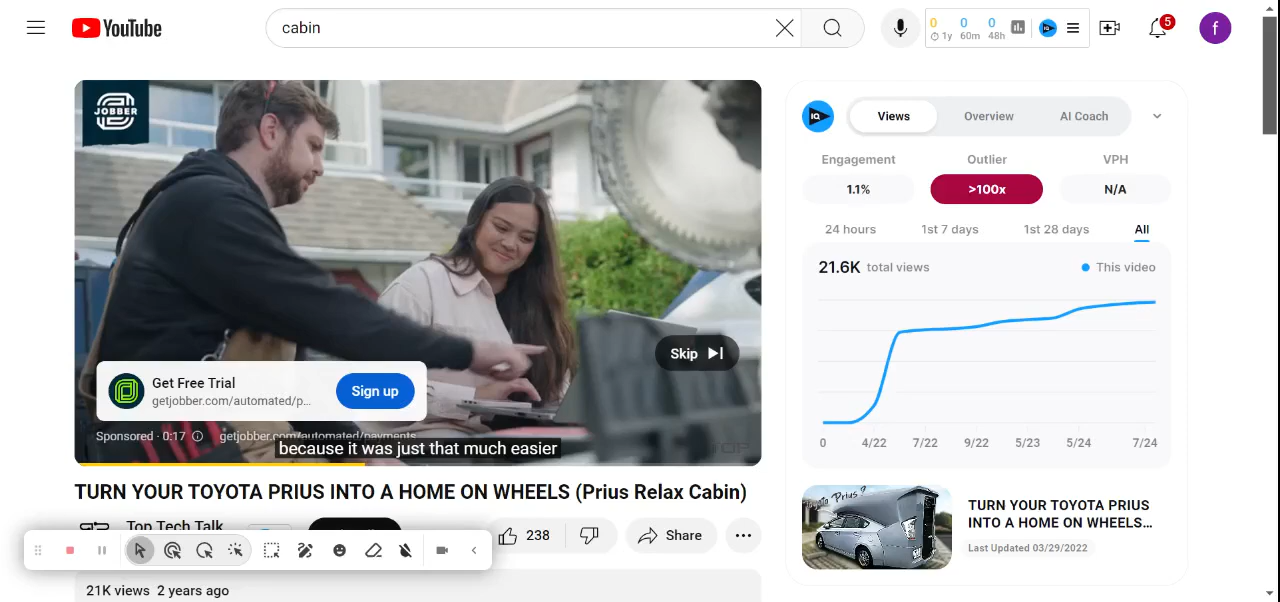 YouTube
cabin
0 0 0
1y 60m 48h
5
f
JOBBER
Skip
Get Free Trial
getjobber.com/automated/p...
Sign up
Sponsored · 0:17
getjobber.com/automated/payments
because it was just that much easier
TURN YOUR TOYOTA PRIUS INTO A HOME ON WHEELS (Prius Relax Cabin)
Top Tech Talk
238
Share
21K views 2 years ago
IQ
Views
Overview
AI Coach
Engagement
Outlier
VPH
1.1%
>100x
N/A
24 hours
1st 7 days
1st 28 days
All
21.6K total views
This video
0 4/22 7/22 9/22 5/23 5/24 7/24
Toyota Prius?
TURN YOUR TOYOTA PRIUS
INTO A HOME ON WHEELS...
Last Updated 03/29/2022